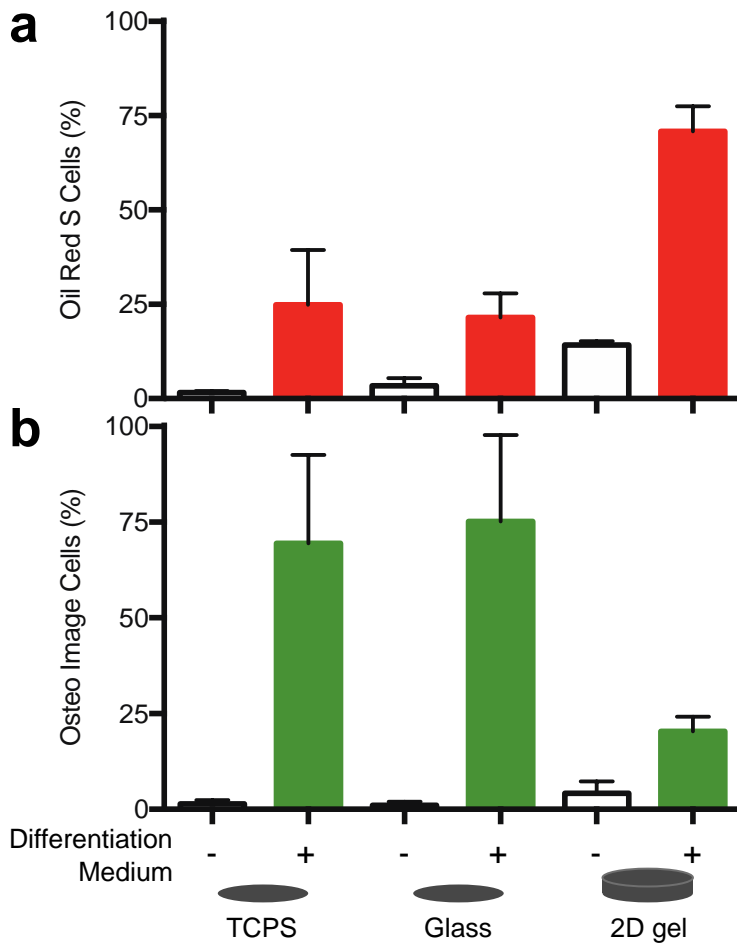 a
100
75
50
25
0
Oil Red S Cells (%)
b
100
75
50
25
0
Osteo Image Cells (%)
Differentiation
Medium
- + - + - +
TCPS Glass 2D gel